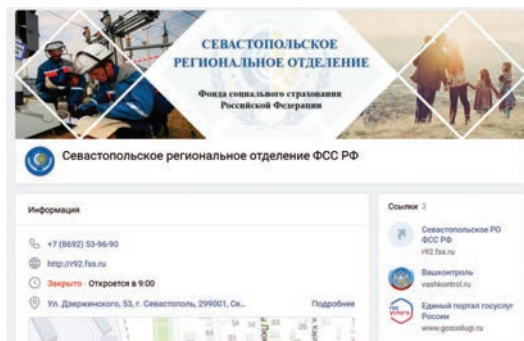 СЕВАСТОПОЛЬСКОЕ
РЕГИОНАЛЬНОЕ ОТДЕЛЕНИЕ
Фонда социального страхования
Российской Федерации
Севастопольское региональное отделение ФСС РФ
Информация
+7 (8692) 53-96-90
http://r92.fss.ru
Закрыто · Откроется в 9:00
Ул. Дзержинского, 53, г. Севастополь, 299001, Се...
Подробнее
Ссылки 3
Севастопольское РО
ФСС РФ
r92.fss.ru
Вашконтроль
vashkontrol.ru
Единый портал госуслуг
России
www.gosuslugi.ru